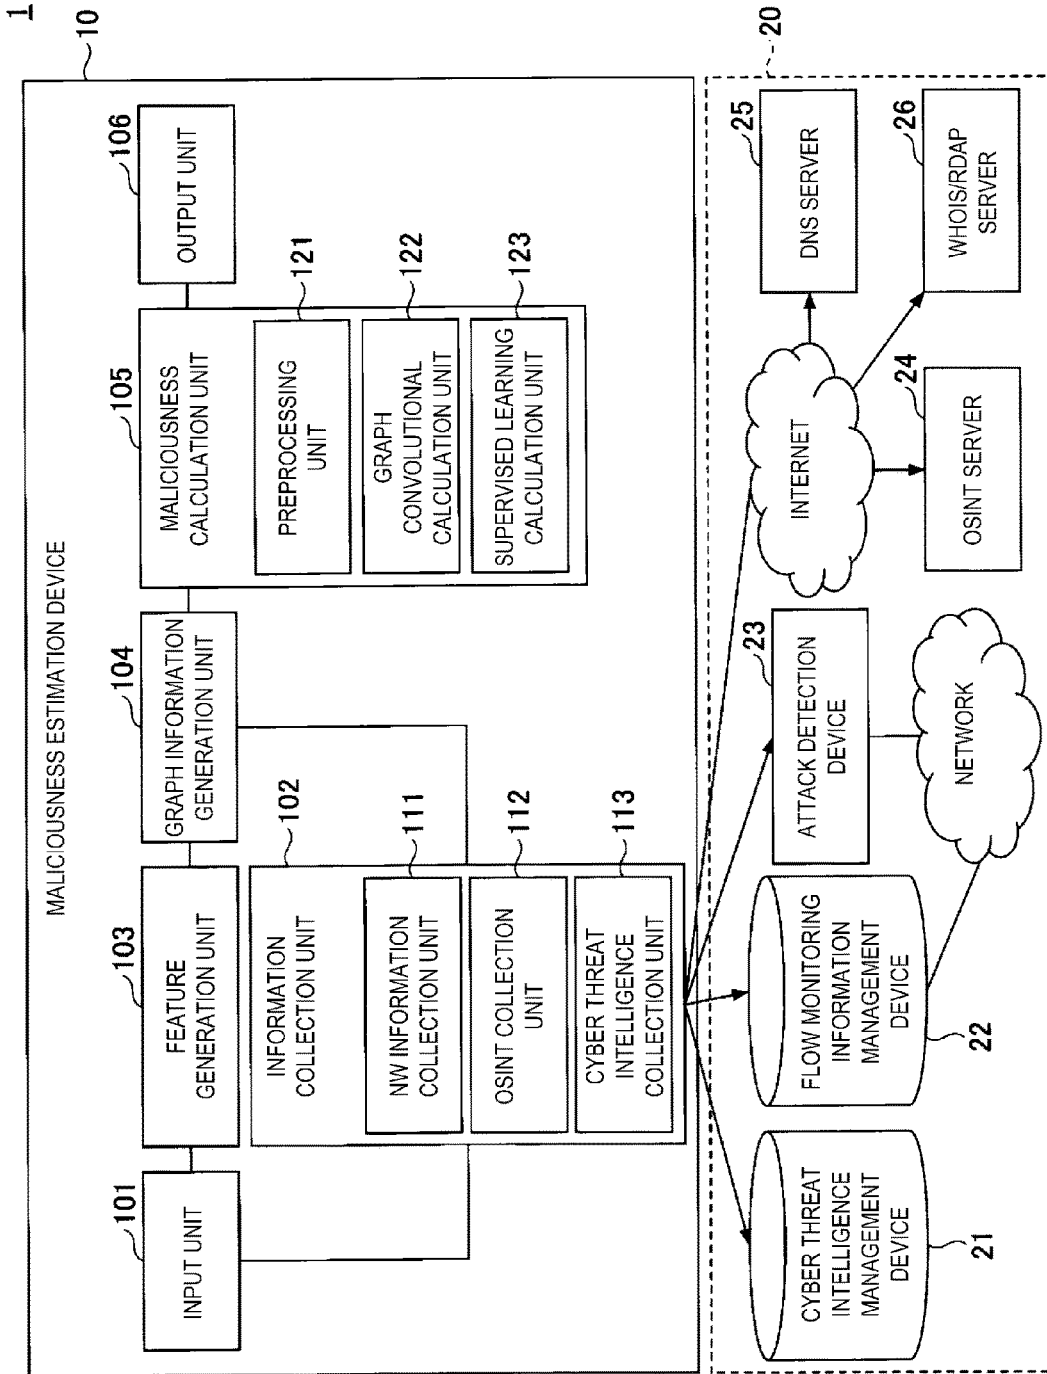 1
10
MALICIOUSNESS ESTIMATION DEVICE
101
INPUT UNIT
103
FEATURE
GENERATION UNIT
104
GRAPH INFORMATION
GENERATION UNIT
105
MALICIOUSNESS
CALCULATION UNIT
106
OUTPUT UNIT
102
INFORMATION
COLLECTION UNIT
111
NW INFORMATION
COLLECTION UNIT
112
OSINT COLLECTION
UNIT
113
CYBER THREAT
INTELLIGENCE
COLLECTION UNIT
121
PREPROCESSING
UNIT
122
GRAPH
CONVOLUTIONAL
CALCULATION UNIT
123
SUPERVISED LEARNING
CALCULATION UNIT
20
CYBER THREAT
INTELLIGENCE
MANAGEMENT
DEVICE
21
FLOW MONITORING
INFORMATION
MANAGEMENT
DEVICE
22
23
ATTACK DETECTION
DEVICE
NETWORK
INTERNET
24
OSINT SERVER
25
DNS SERVER
26
WHOIS/RDAP
SERVER